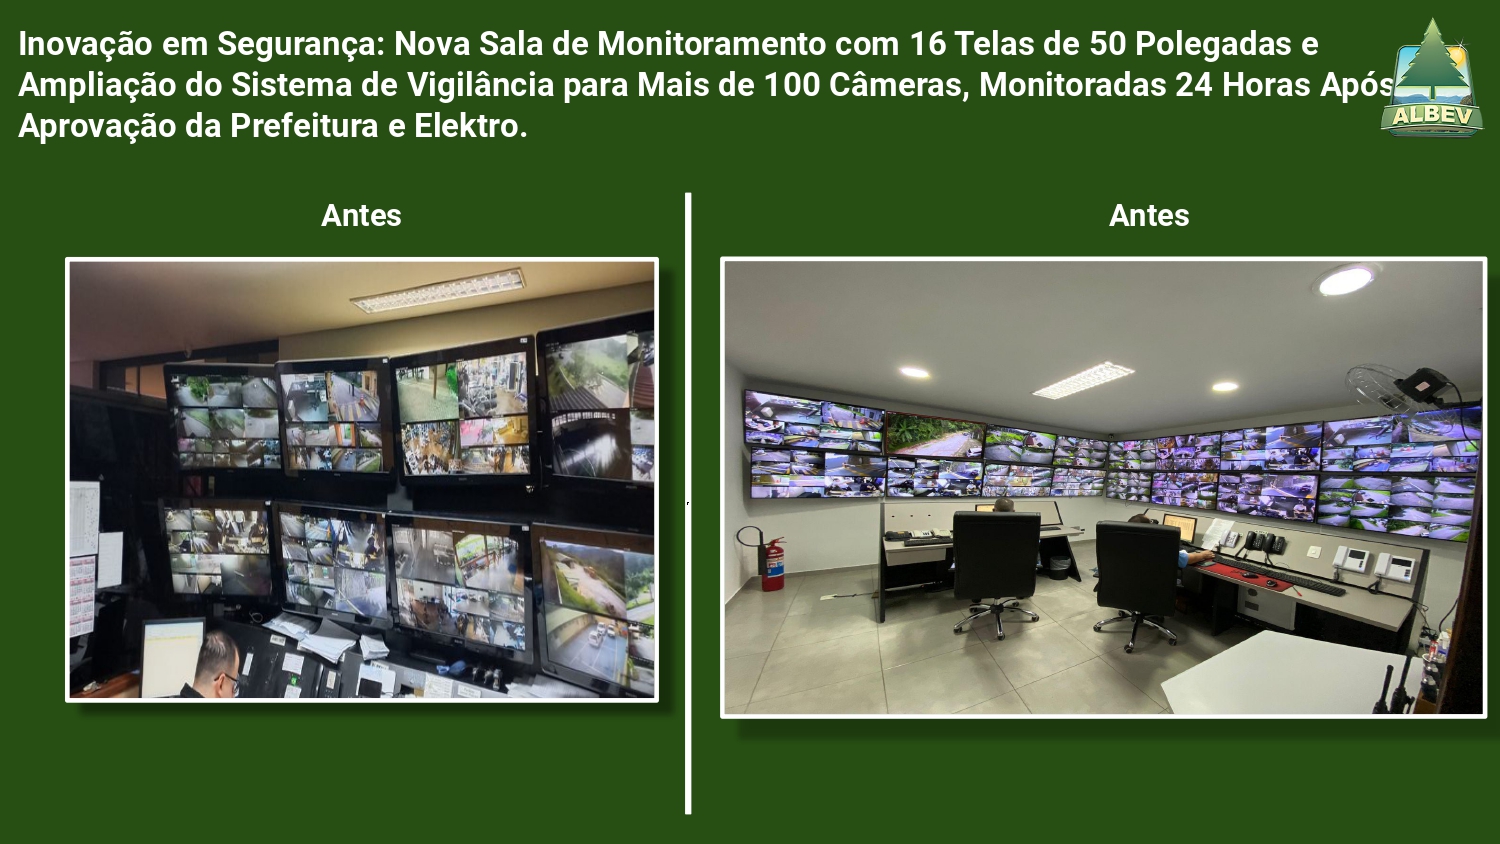 Inovação em Segurança: Nova Sala de Monitoramento com 16 Telas de 50 Polegadas e
Ampliação do Sistema de Vigilância para Mais de 100 Câmeras, Monitoradas 24 Horas Após
Aprovação da Prefeitura e Elektro.
ALBEV
Antes
Antes